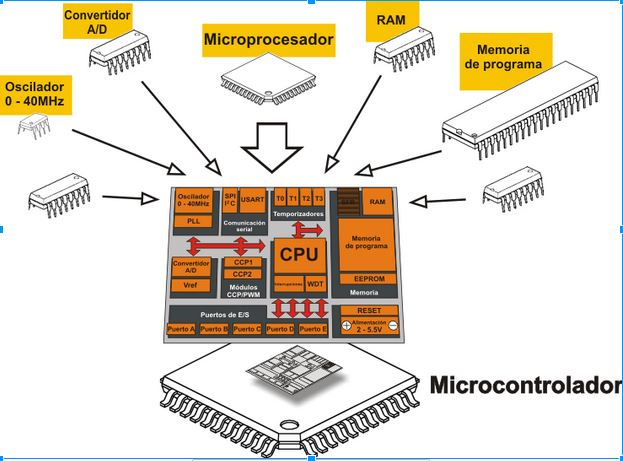 Convertidor
A/D
Microprocesador
RAM
Memoria
de programa
Oscilador
0 - 40MHz
Oscilador
0 - 40MHz
PLL
SPI
I²C
USART
Comunicación
serial
T0 T1 T2 T3
Temporizadores
SFR
RAM
Memoria
de programa
CPU
Convertidor
A/D
Vref
CCP1
CCP2
Módulos
CCP/PWM
Interrupciones
WDT
EEPROM
Memoria
Puertos de E/S
Puerto A Puerto B Puerto C Puerto D Puerto E
RESET
Alimentación
2 - 5.5V
Microcontrolador